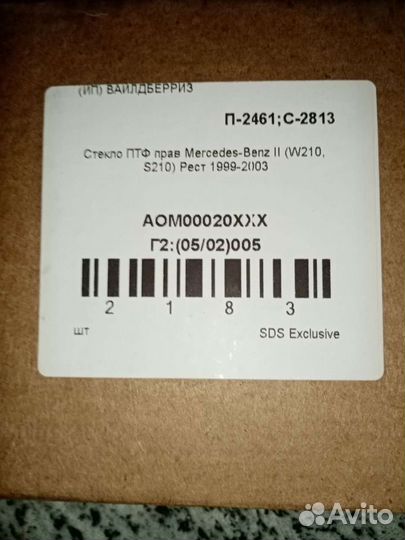 (ИП) ВАЙЛДБЕРРИЗ
П-2461;С-2813
Стекло ПТФ прав Mercedes-Benz II (W210,
S210) Рест 1999-2003
AOM00020XXX
Г2:(05/02)005
2 1 8 3
шт
SDS Exclusive
Avito